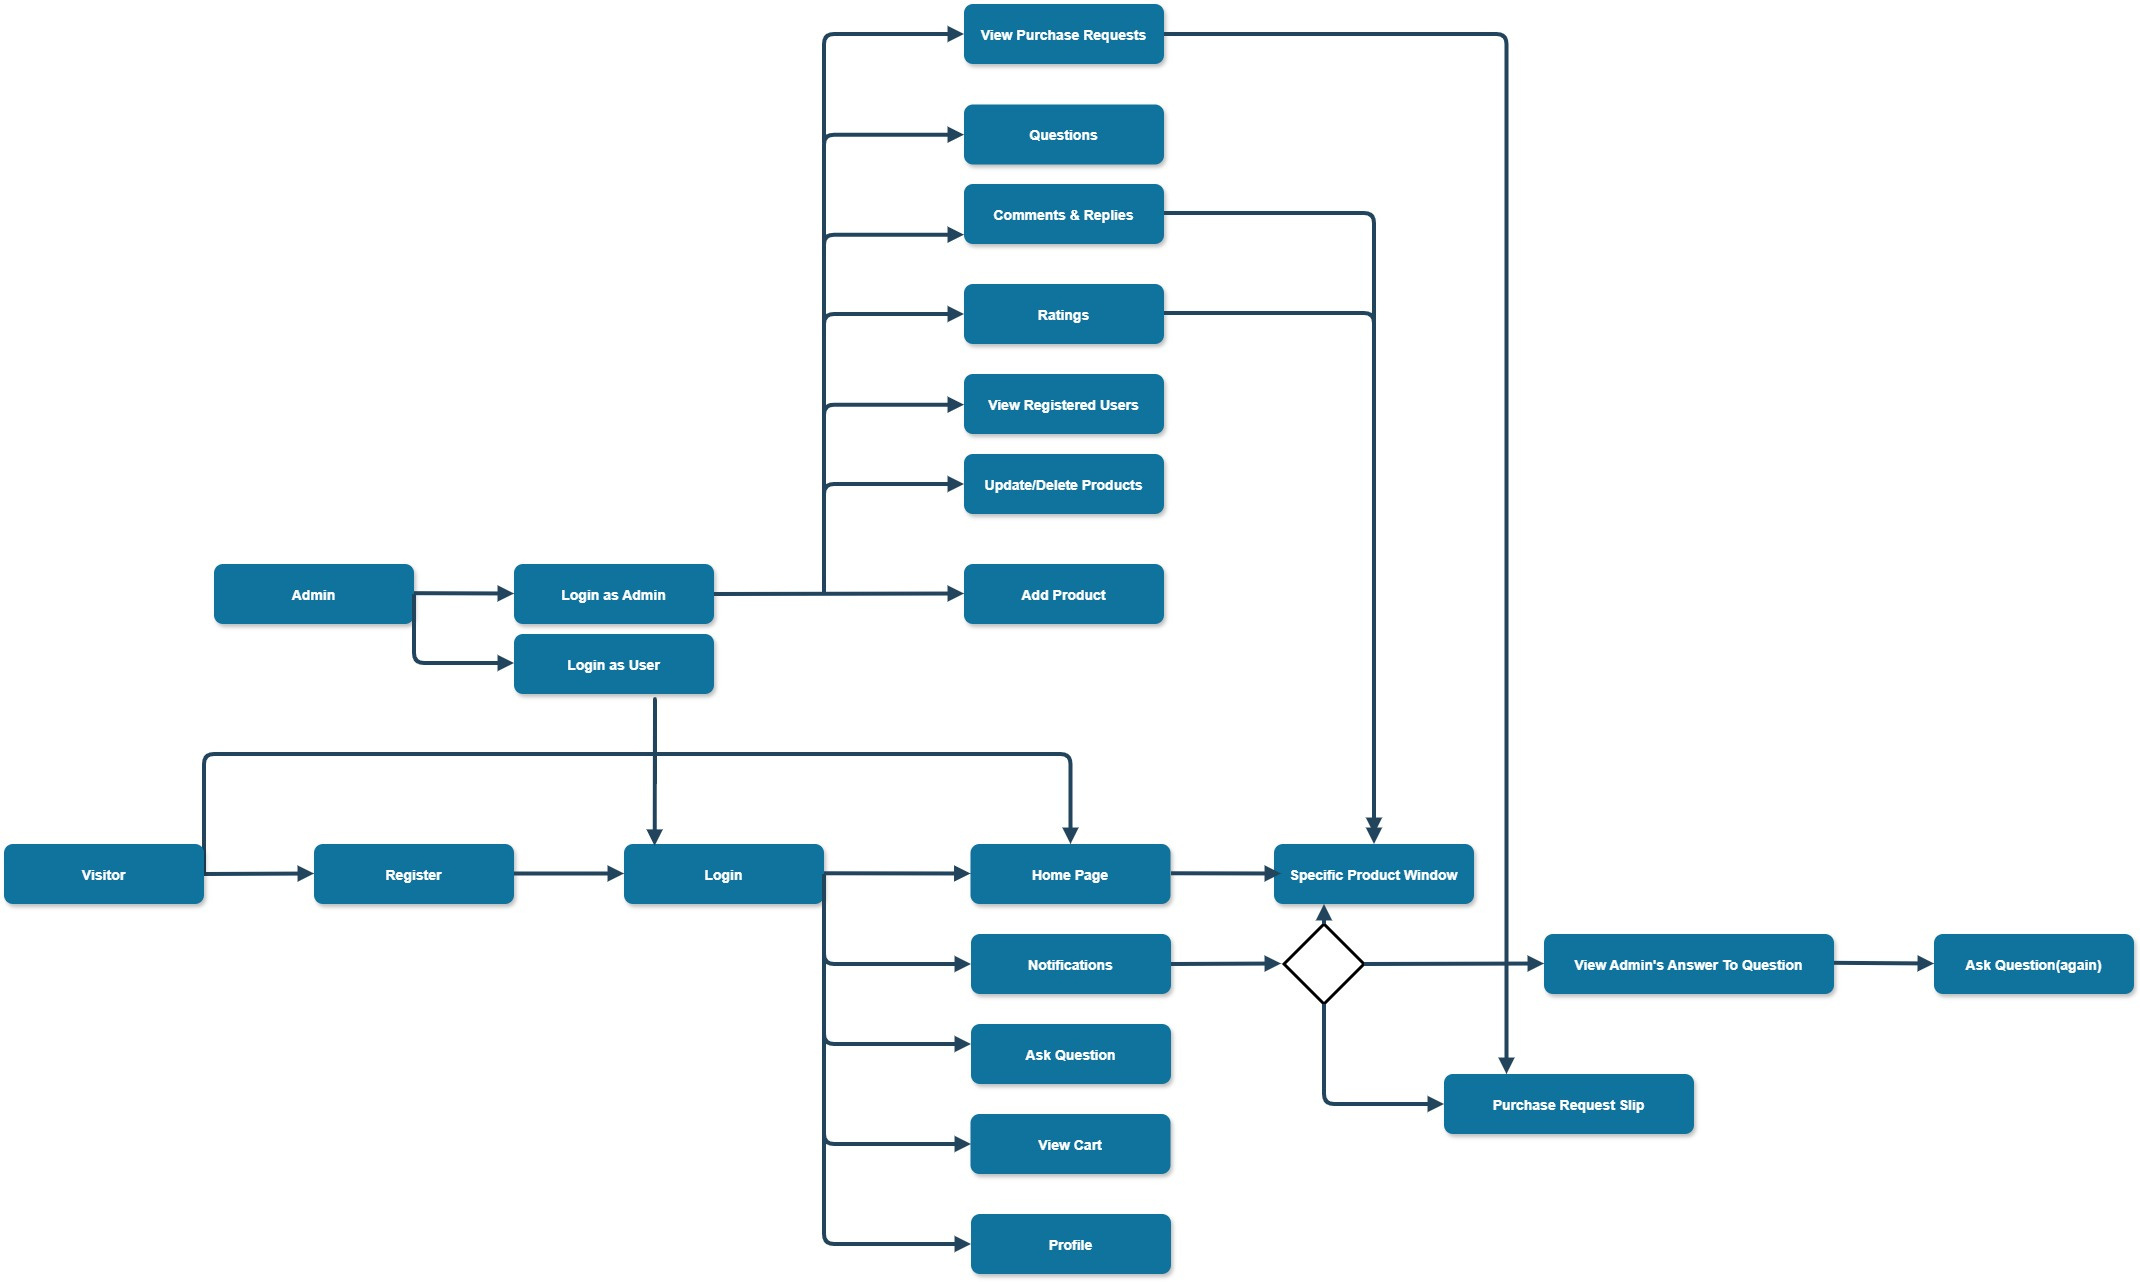 View Purchase Requests
Questions
Comments & Replies
Ratings
View Registered Users
Update/Delete Products
Admin
Login as Admin
Add Product
Login as User
Visitor
Register
Login
Home Page
Specific Product Window
Notifications
View Admin's Answer To Question
Ask Question(again)
Ask Question
Purchase Request Slip
View Cart
Profile